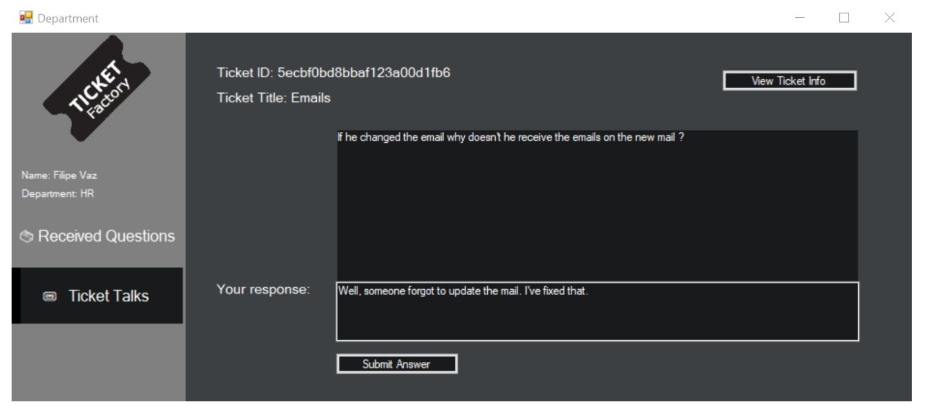 Department
TICKET
Factory
Name: Filipe Vaz
Department: HR
Received Questions
Ticket Talks
Ticket ID: 5ecbf0bd8bbaf123a00d1fb6
Ticket Title: Emails
View Ticket Info
If he changed the email why doesn't he receive the emails on the new mail ?
Your response:
Well, someone forgot to update the mail. I've fixed that.
Submit Answer